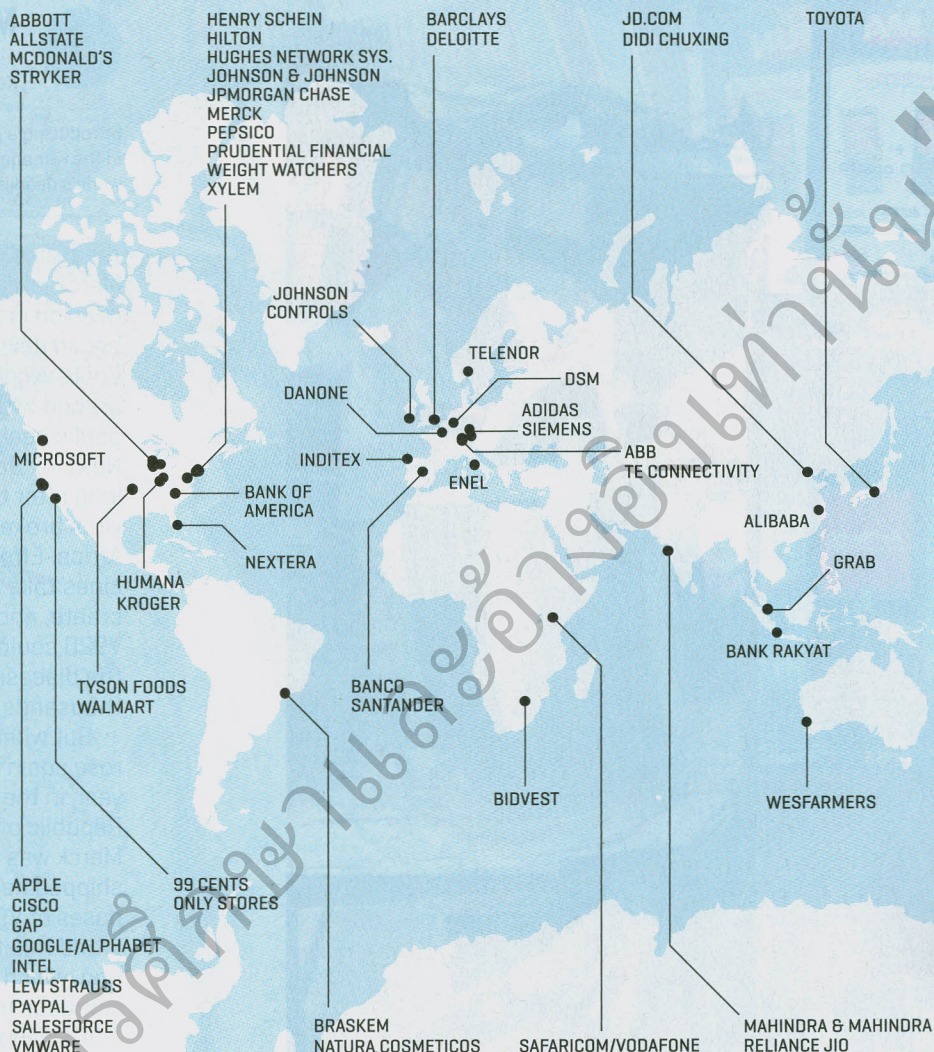 ABBOTT
ALLSTATE
MCDONALD'S
STRYKER
HENRY SCHEIN
HILTON
HUGHES NETWORK SYS.
JOHNSON & JOHNSON
JPMORGAN CHASE
MERCK
PEPSICO
PRUDENTIAL FINANCIAL
WEIGHT WATCHERS
XYLEM
BARCLAYS
DELOITTE
JD.COM
DIDI CHUXING
TOYOTA
JOHNSON
CONTROLS
TELENOR
DANONE
DSM
ADIDAS
SIEMENS
MICROSOFT
INDITEX
ENEL
ABB
TE CONNECTIVITY
BANK OF
AMERICA
ALIBABA
NEXTERA
GRAB
HUMANA
KROGER
BANK RAKYAT
TYSON FOODS
WALMART
BANCO
SANTANDER
BIDVEST
WESFARMERS
APPLE
CISCO
GAP
GOOGLE/ALPHABET
INTEL
LEVI STRAUSS
PAYPAL
SALESFORCE
VMWARE
99 CENTS
ONLY STORES
BRASKEM
NATURA COSMETICOS
SAFARICOM/VODAFONE
MAHINDRA & MAHINDRA
RELIANCE JIO